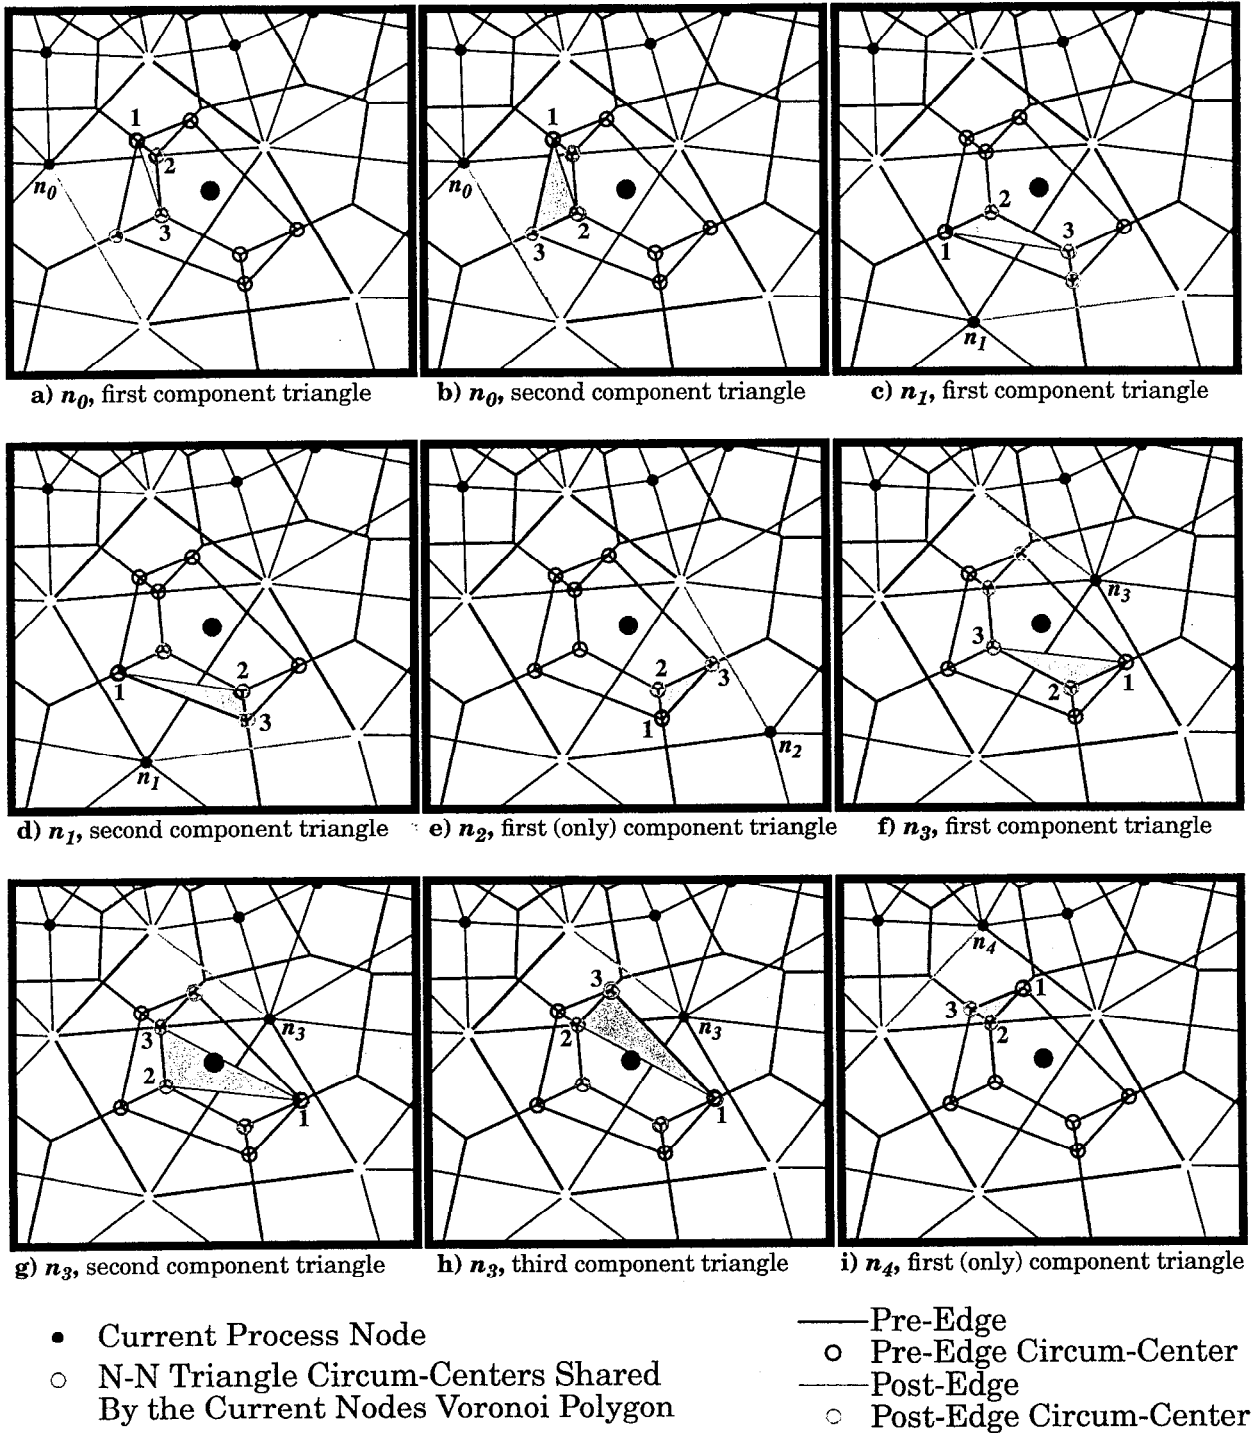 1
2
n0
3
a) n0, first component triangle
1
n0
2
3
b) n0, second component triangle
2
3
1
n1
c) n1, first component triangle
2
1
3
n1
d) n1, second component triangle
2
3
1
n2
e) n2, first (only) component triangle
n3
3
2
1
f) n3, first component triangle
n3
3
2
1
g) n3, second component triangle
3
n3
2
1
h) n3, third component triangle
n4
1
3
2
i) n4, first (only) component triangle
Current Process Node
N-N Triangle Circum-Centers Shared
By the Current Nodes Voronoi Polygon
Pre-Edge
Pre-Edge Circum-Center
Post-Edge
Post-Edge Circum-Center